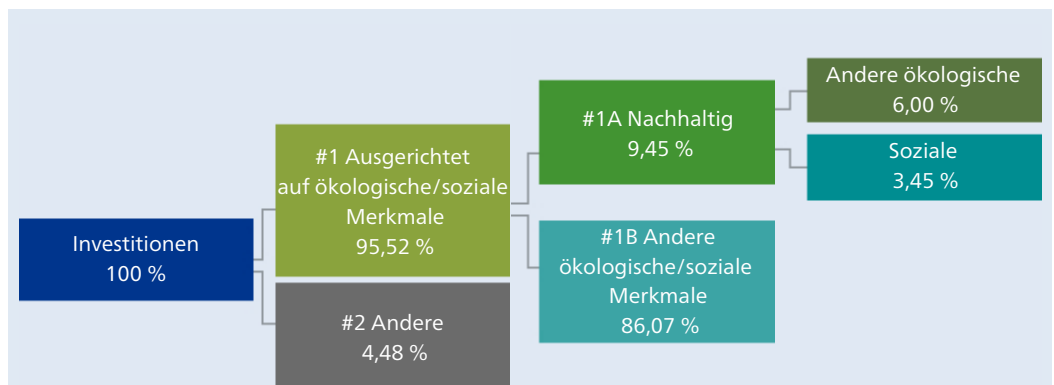 Investitionen
100 %
#1 Ausgerichtet
auf ökologische/soziale
Merkmale
95,52 %
#2 Andere
4,48 %
#1A Nachhaltig
9,45 %
#1B Andere
ökologische/soziale
Merkmale
86,07 %
Andere ökologische
6,00 %
Soziale
3,45 %